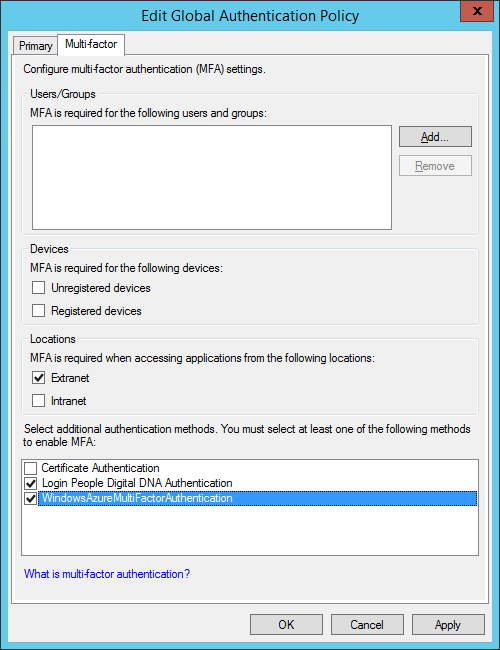 Edit Global Authentication Policy
x
Primary
Multi-factor
Configure multi-factor authentication (MFA) settings.
Users/Groups
MFA is required for the following users and groups:
Add...
Remove
Devices
MFA is required for the following devices:
Unregistered devices
Registered devices
Locations
MFA is required when accessing applications from the following locations:
Extranet
Intranet
Select additional authentication methods. You must select at least one of the following methods
to enable MFA:
Certificate Authentication
Login People Digital DNA Authentication
WindowsAzureMultiFactorAuthentication
What is multi-factor authentication?
OK
Cancel
Apply